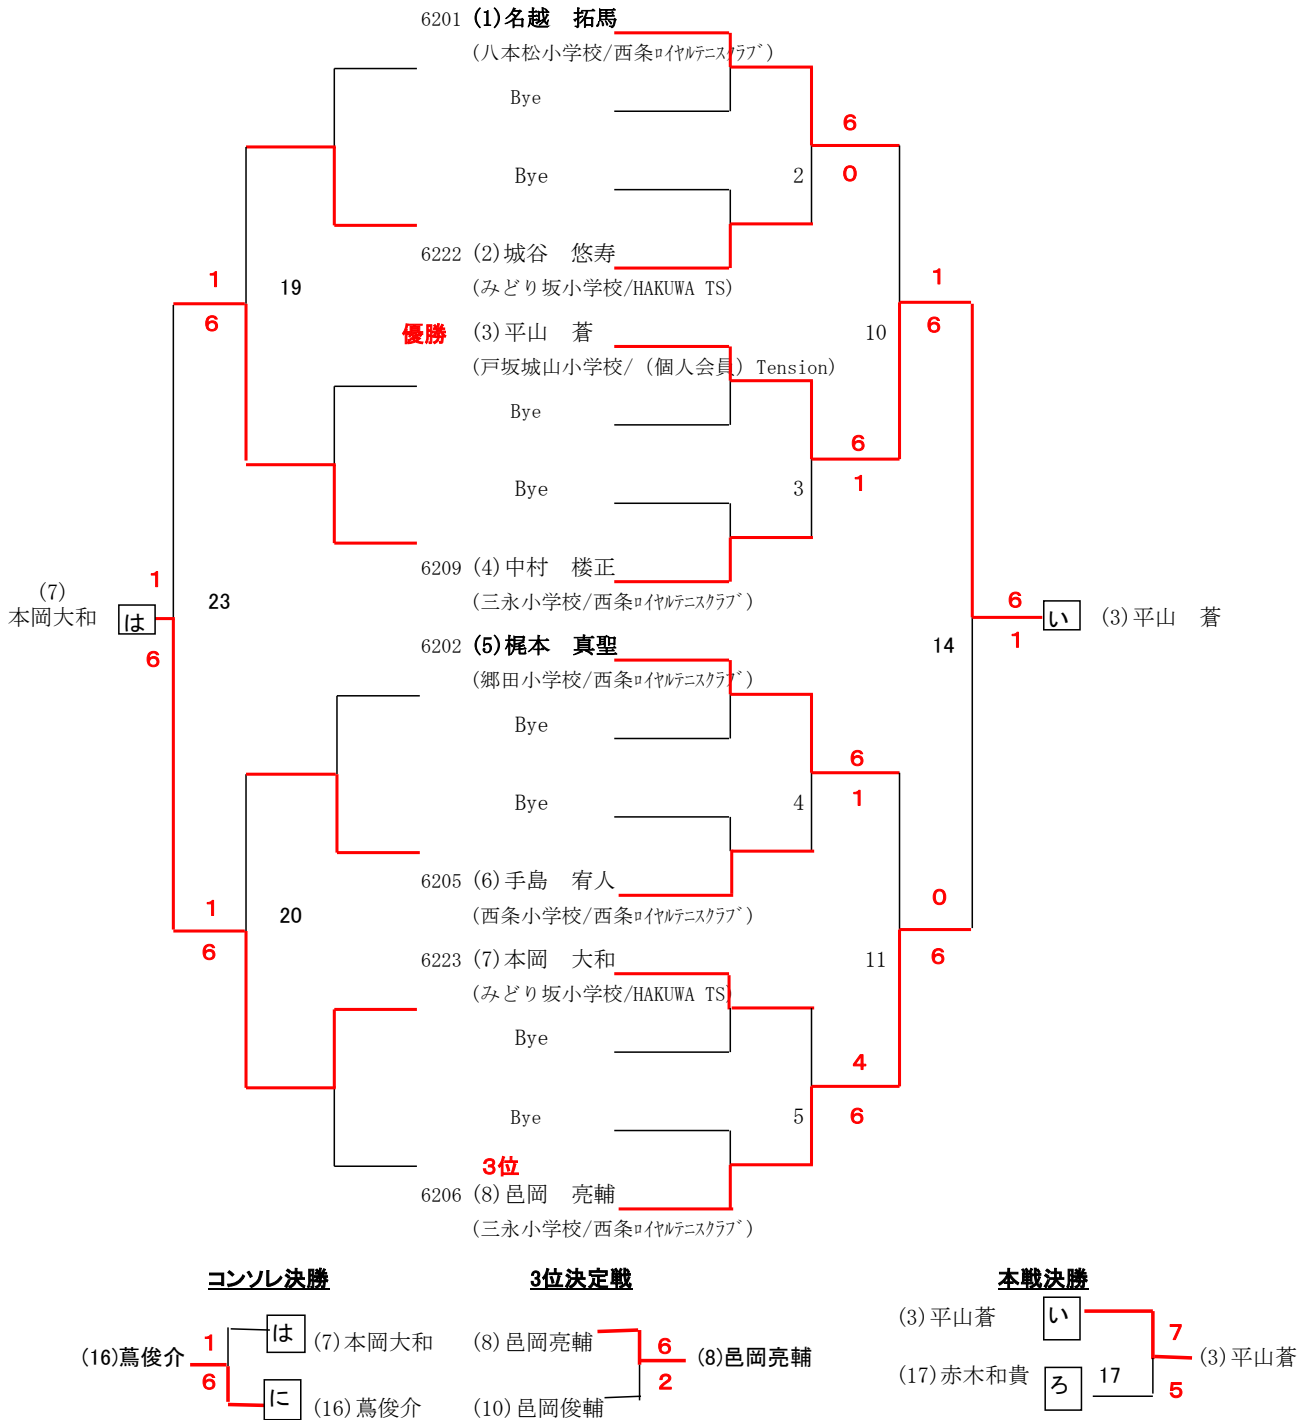 6201 (1)名越　拓馬
(八本松小学校/西条ﾛｲﾔﾙﾃﾆｽｸﾗﾌﾞ)
Bye
6
Bye
2
0
6222 (2)城谷　悠寿
(みどり坂小学校/HAKUWA TS)
1
19
1
6
優勝 (3)平山　蒼
10
6
(戸坂城山小学校/（個人会員）Tension)
Bye
6
Bye
3
1
6209 (4)中村　楼正
(三永小学校/西条ﾛｲﾔﾙﾃﾆｽｸﾗﾌﾞ)
1
23
(7)
本岡大和
は
6
6
い
(3)平山　蒼
1
14
6202 (5)梶本　真聖
(郷田小学校/西条ﾛｲﾔﾙﾃﾆｽｸﾗﾌﾞ)
Bye
6
Bye
4
1
6205 (6)手島　宥人
(西条小学校/西条ﾛｲﾔﾙﾃﾆｽｸﾗﾌﾞ)
1
20
0
6
6223 (7)本岡　大和
11
6
(みどり坂小学校/HAKUWA TS)
Bye
4
Bye
5
6
3位
6206 (8)邑岡　亮輔
(三永小学校/西条ﾛｲﾔﾙﾃﾆｽｸﾗﾌﾞ)
コンソレ決勝
(16)蔦俊介
1
6
は
(7)本岡大和
に
(16)蔦俊介
3位決定戦
(8)邑岡亮輔
6
2
(8)邑岡亮輔
(10)邑岡俊輔
本戦決勝
(3)平山蒼
い
7
(3)平山蒼
(17)赤木和貴
ろ
17
5